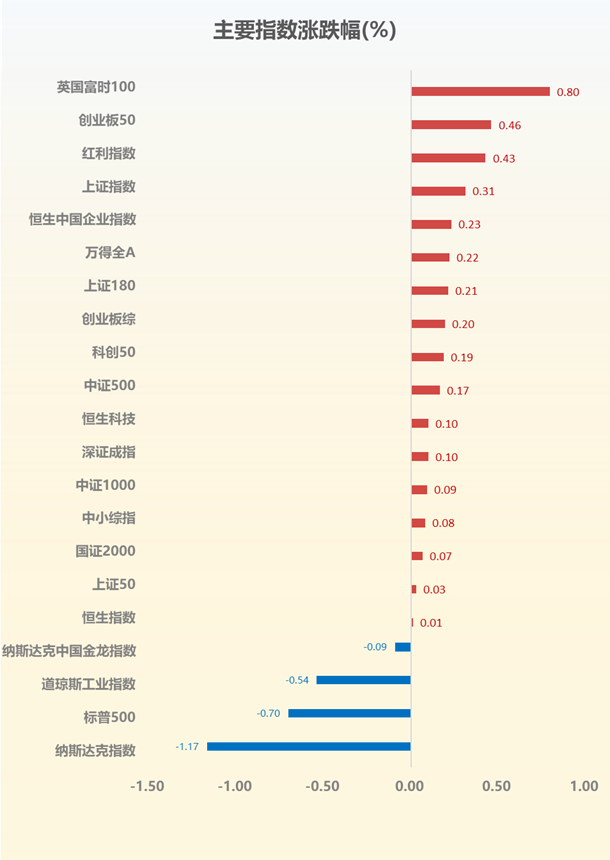 主要指数涨跌幅(%)
英国富时100 0.80
创业板50 0.46
红利指数 0.43
上证指数 0.31
恒生中国企业指数 0.23
万得全A 0.22
上证180 0.21
创业板综 0.20
科创50 0.19
中证500 0.17
恒生科技 0.10
深证成指 0.10
中证1000 0.09
中小综指 0.08
国证2000 0.07
上证50 0.03
恒生指数 0.01
纳斯达克中国金龙指数 -0.09
道琼斯工业指数 -0.54
标普500 -0.70
纳斯达克指数 -1.17
-1.50 -1.00 -0.50 0.00 0.50 1.00